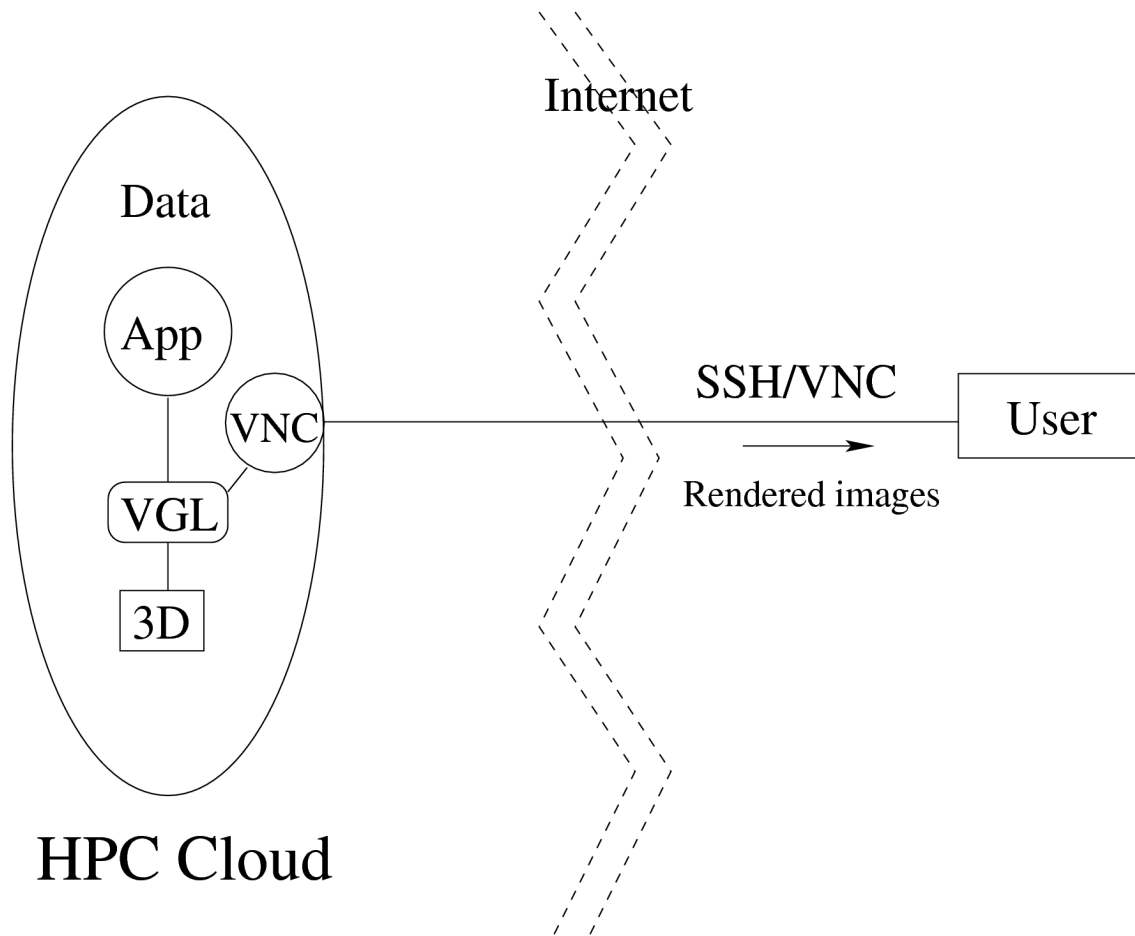 Internet
Data
App
VNC
SSH/VNC
User
Rendered images
VGL
3D
HPC Cloud